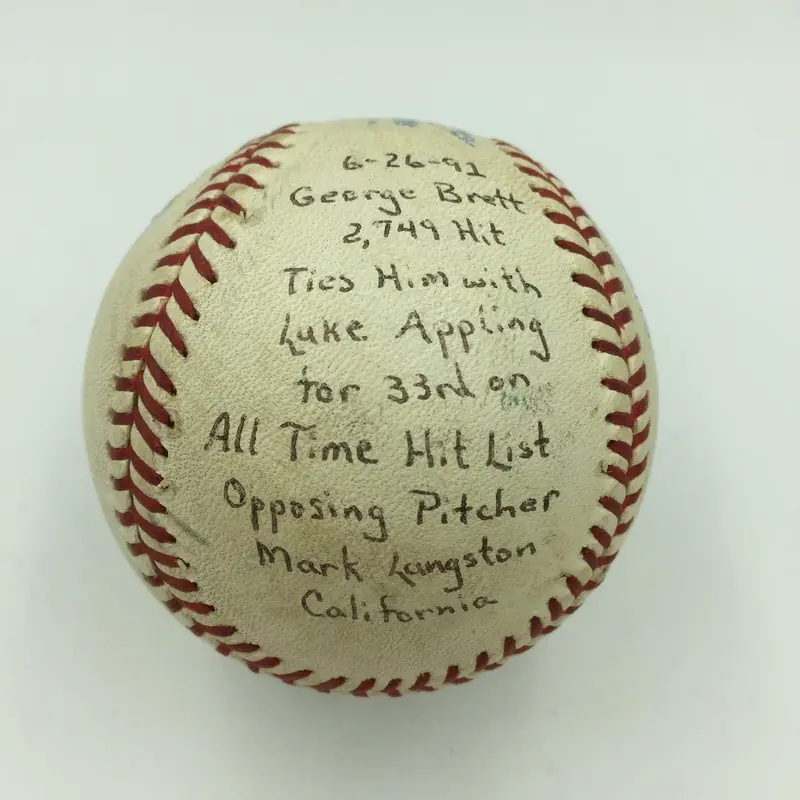 6-26-91
George Brett
2,749 Hit
Ties Him with
Luke Appling
for 33rd on
All Time Hit List
Opposing Pitcher
Mark Langston
California